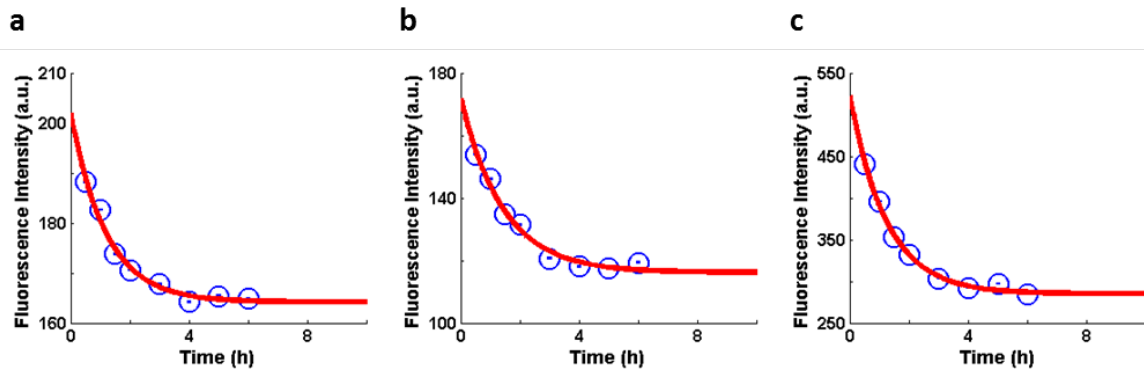 a
b
c
Fluorescence Intensity (a.u.)
210
200
180
160
0
4
8
Time (h)
Fluorescence Intensity (a.u.)
180
140
100
0
4
8
Time (h)
Fluorescence Intensity (a.u.)
550
450
350
250
0
4
8
Time (h)